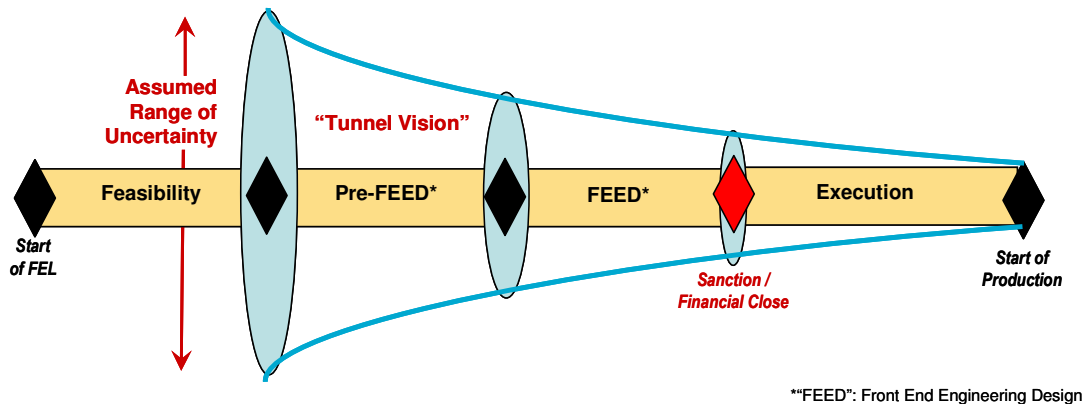 Assumed
Range of
Uncertainty
“Tunnel Vision”
Feasibility
Pre-FEED*
FEED*
Execution
Start
of FEL
Sanction /
Financial Close
Start of
Production
*“FEED”: Front End Engineering Design